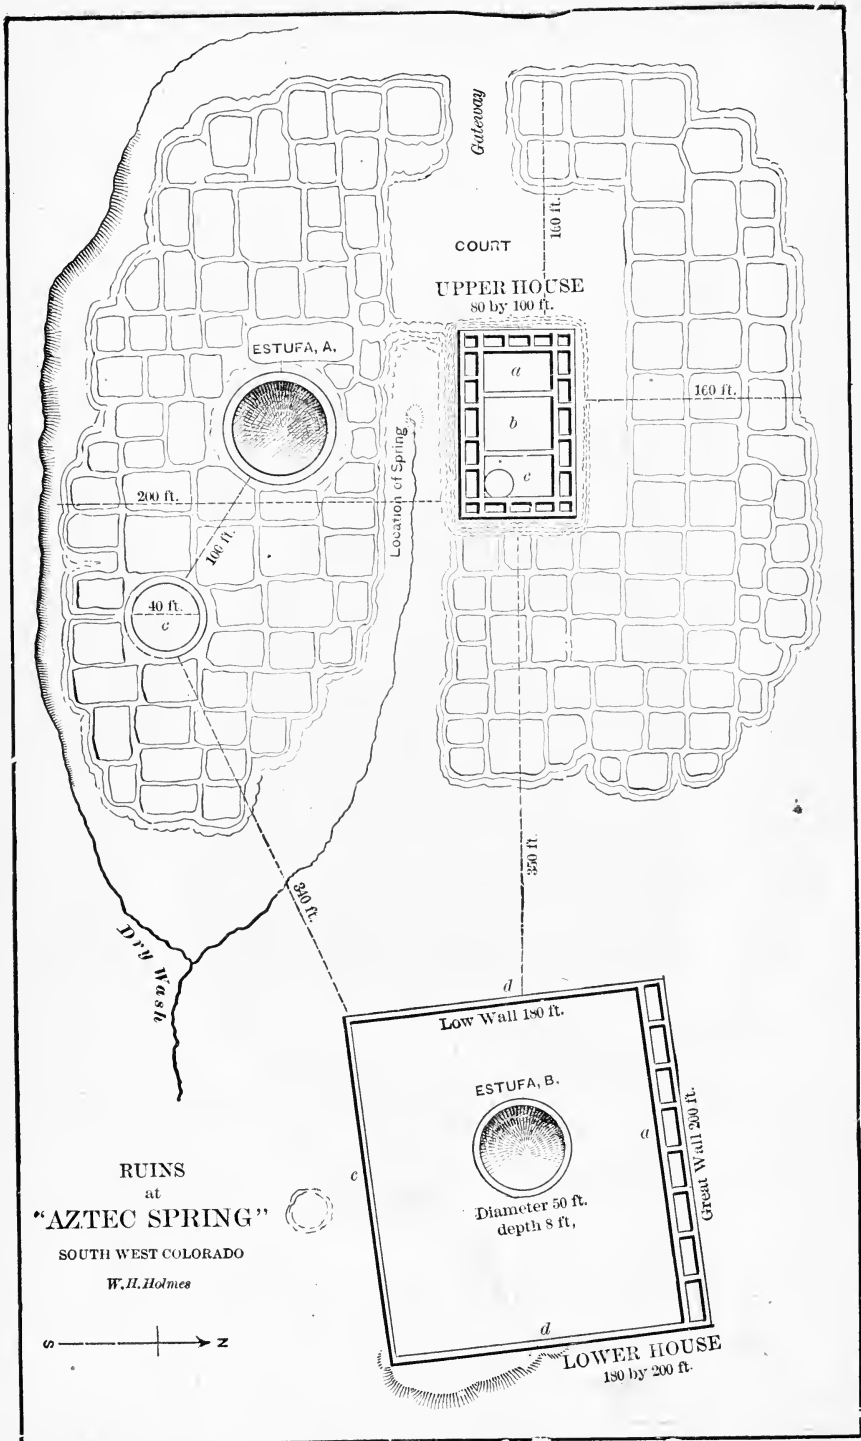 Gateway
160 ft.
COURT
UPPER HOUSE
80 by 100 ft.
ESTUFA, A.
a
b
c
160 ft.
Location of Spring
200 ft.
100 ft.
40 ft.
c
340 ft.
350 ft.
Dry Wash
d
Low Wall 180 ft.
ESTUFA, B.
a
Great Wall 200 ft.
c
Diameter 50 ft.
depth 8 ft,
d
LOWER HOUSE
180 by 200 ft.
RUINS
at
"AZTEC SPRING"
SOUTH WEST COLORADO
W. H. Holmes
S N